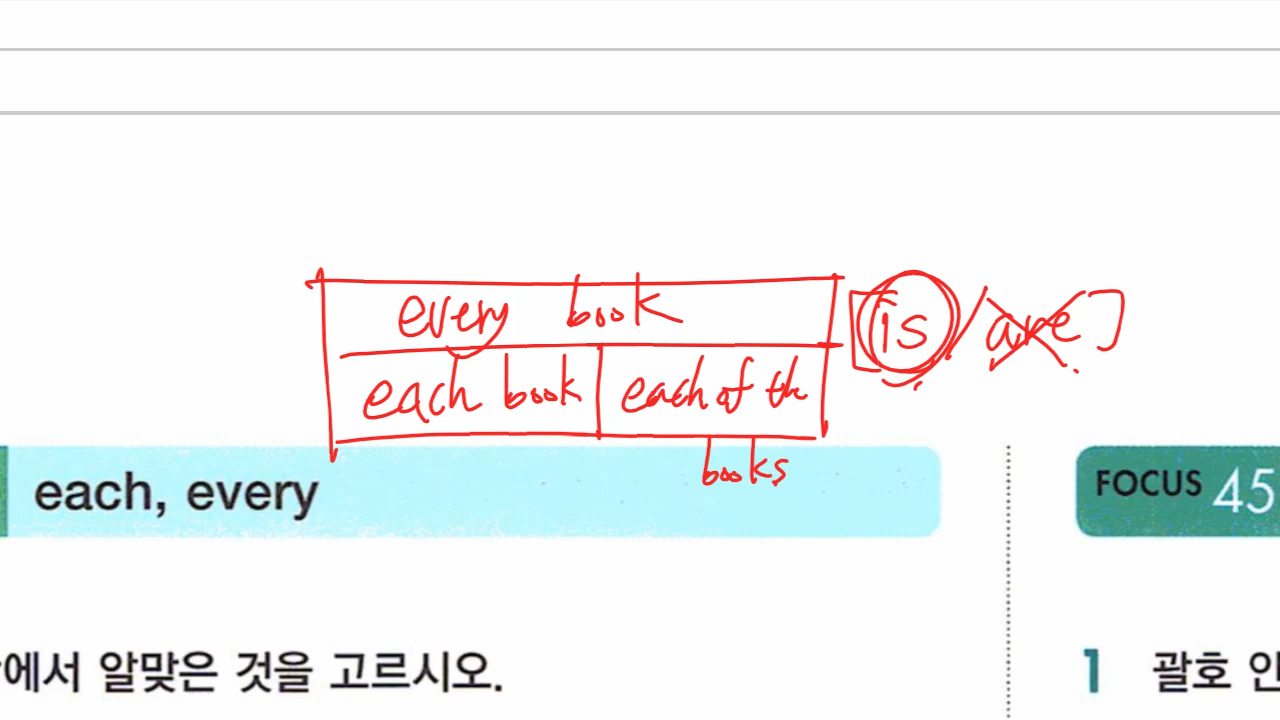 every book [is / are]
each book each of the
books
each, every
FOCUS 45
에서 알맞은 것을 고르시오.
1 괄호 안